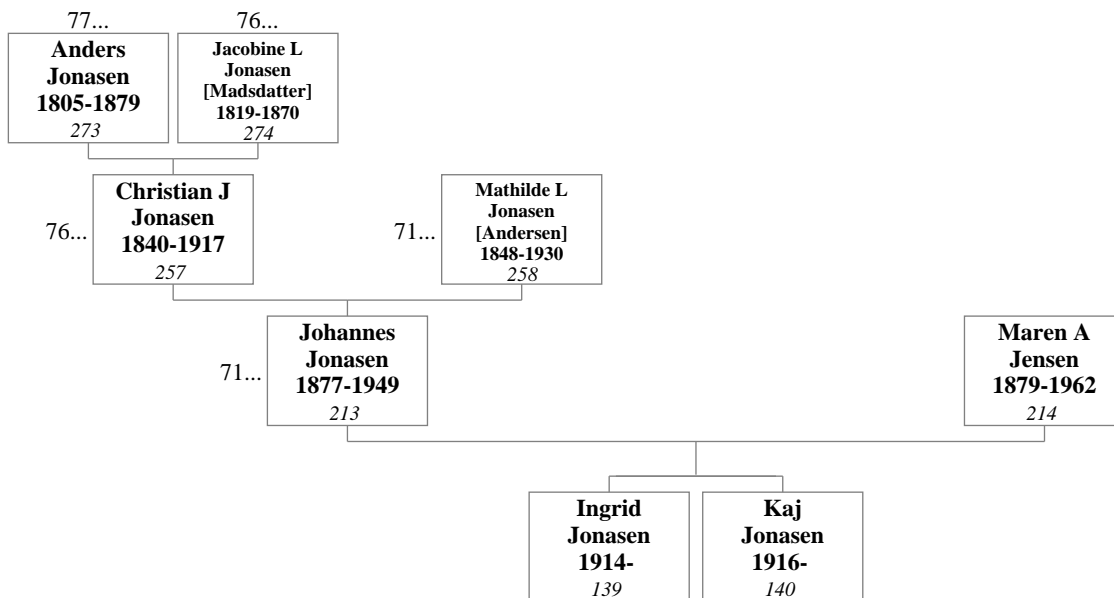 77...
76...
Anders
Jonasen
1805-1879
273
Jacobine L
Jonasen
[Madsdatter]
1819-1870
274
76...
Christian J
Jonasen
1840-1917
257
71...
Mathilde L
Jonasen
[Andersen]
1848-1930
258
71...
Johannes
Jonasen
1877-1949
213
Maren A
Jensen
1879-1962
214
Ingrid
Jonasen
1914-
139
Kaj
Jonasen
1916-
140